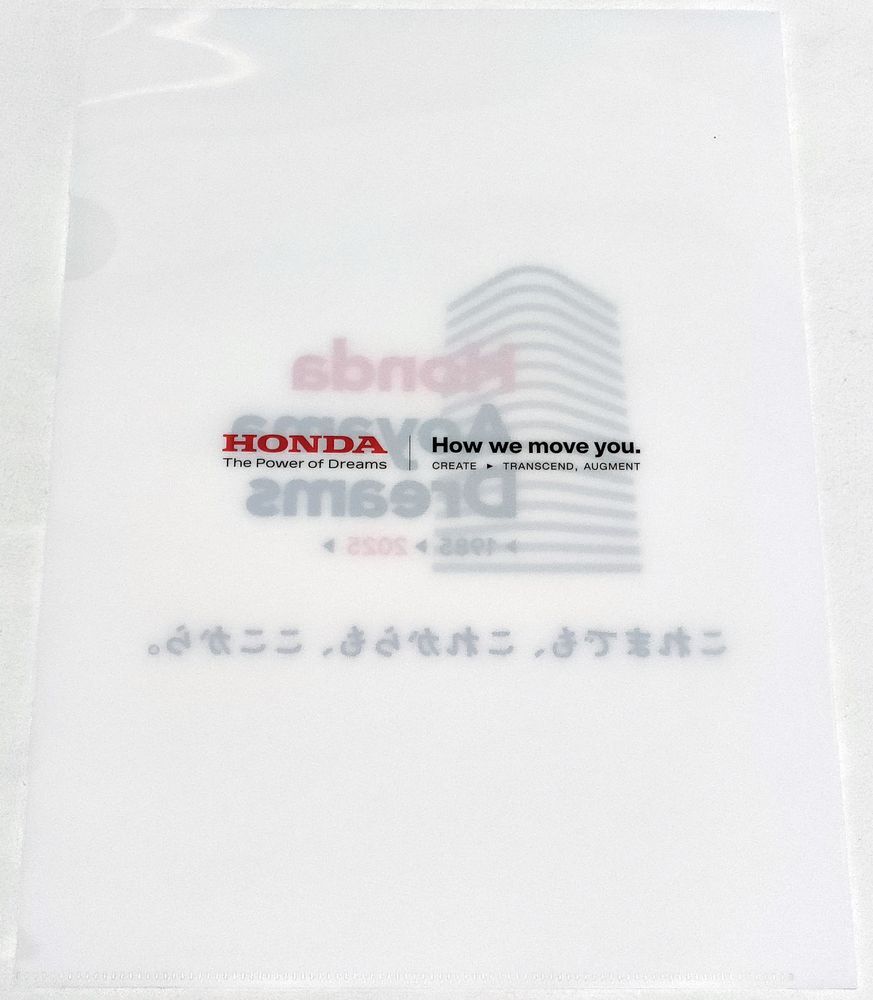 HONDA
The Power of Dreams
How we move you.
CREATE ► TRANSCEND, AUGMENT
Honda
Aoyama
Dreams
▶ 1985 ▶ 2025 ▶
これまでも、これからも、ここから。